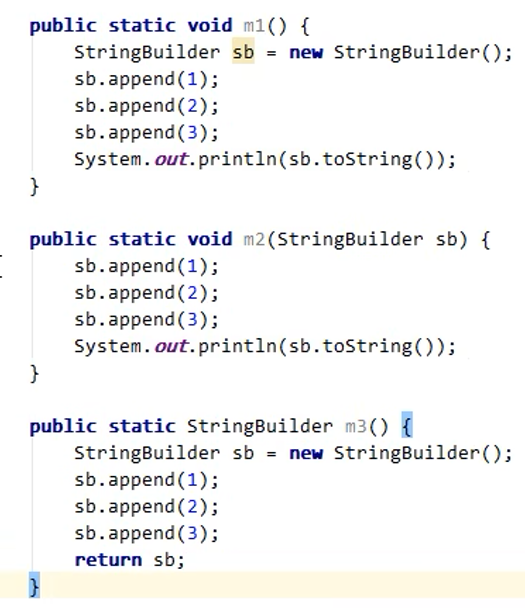 public static void m1() {
    StringBuilder sb = new StringBuilder();
    sb.append(1);
    sb.append(2);
    sb.append(3);
    System.out.println(sb.toString());
}
public static void m2(StringBuilder sb) {
    sb.append(1);
    sb.append(2);
    sb.append(3);
    System.out.println(sb.toString());
}
public static StringBuilder m3() {
    StringBuilder sb = new StringBuilder();
    sb.append(1);
    sb.append(2);
    sb.append(3);
    return sb;
}